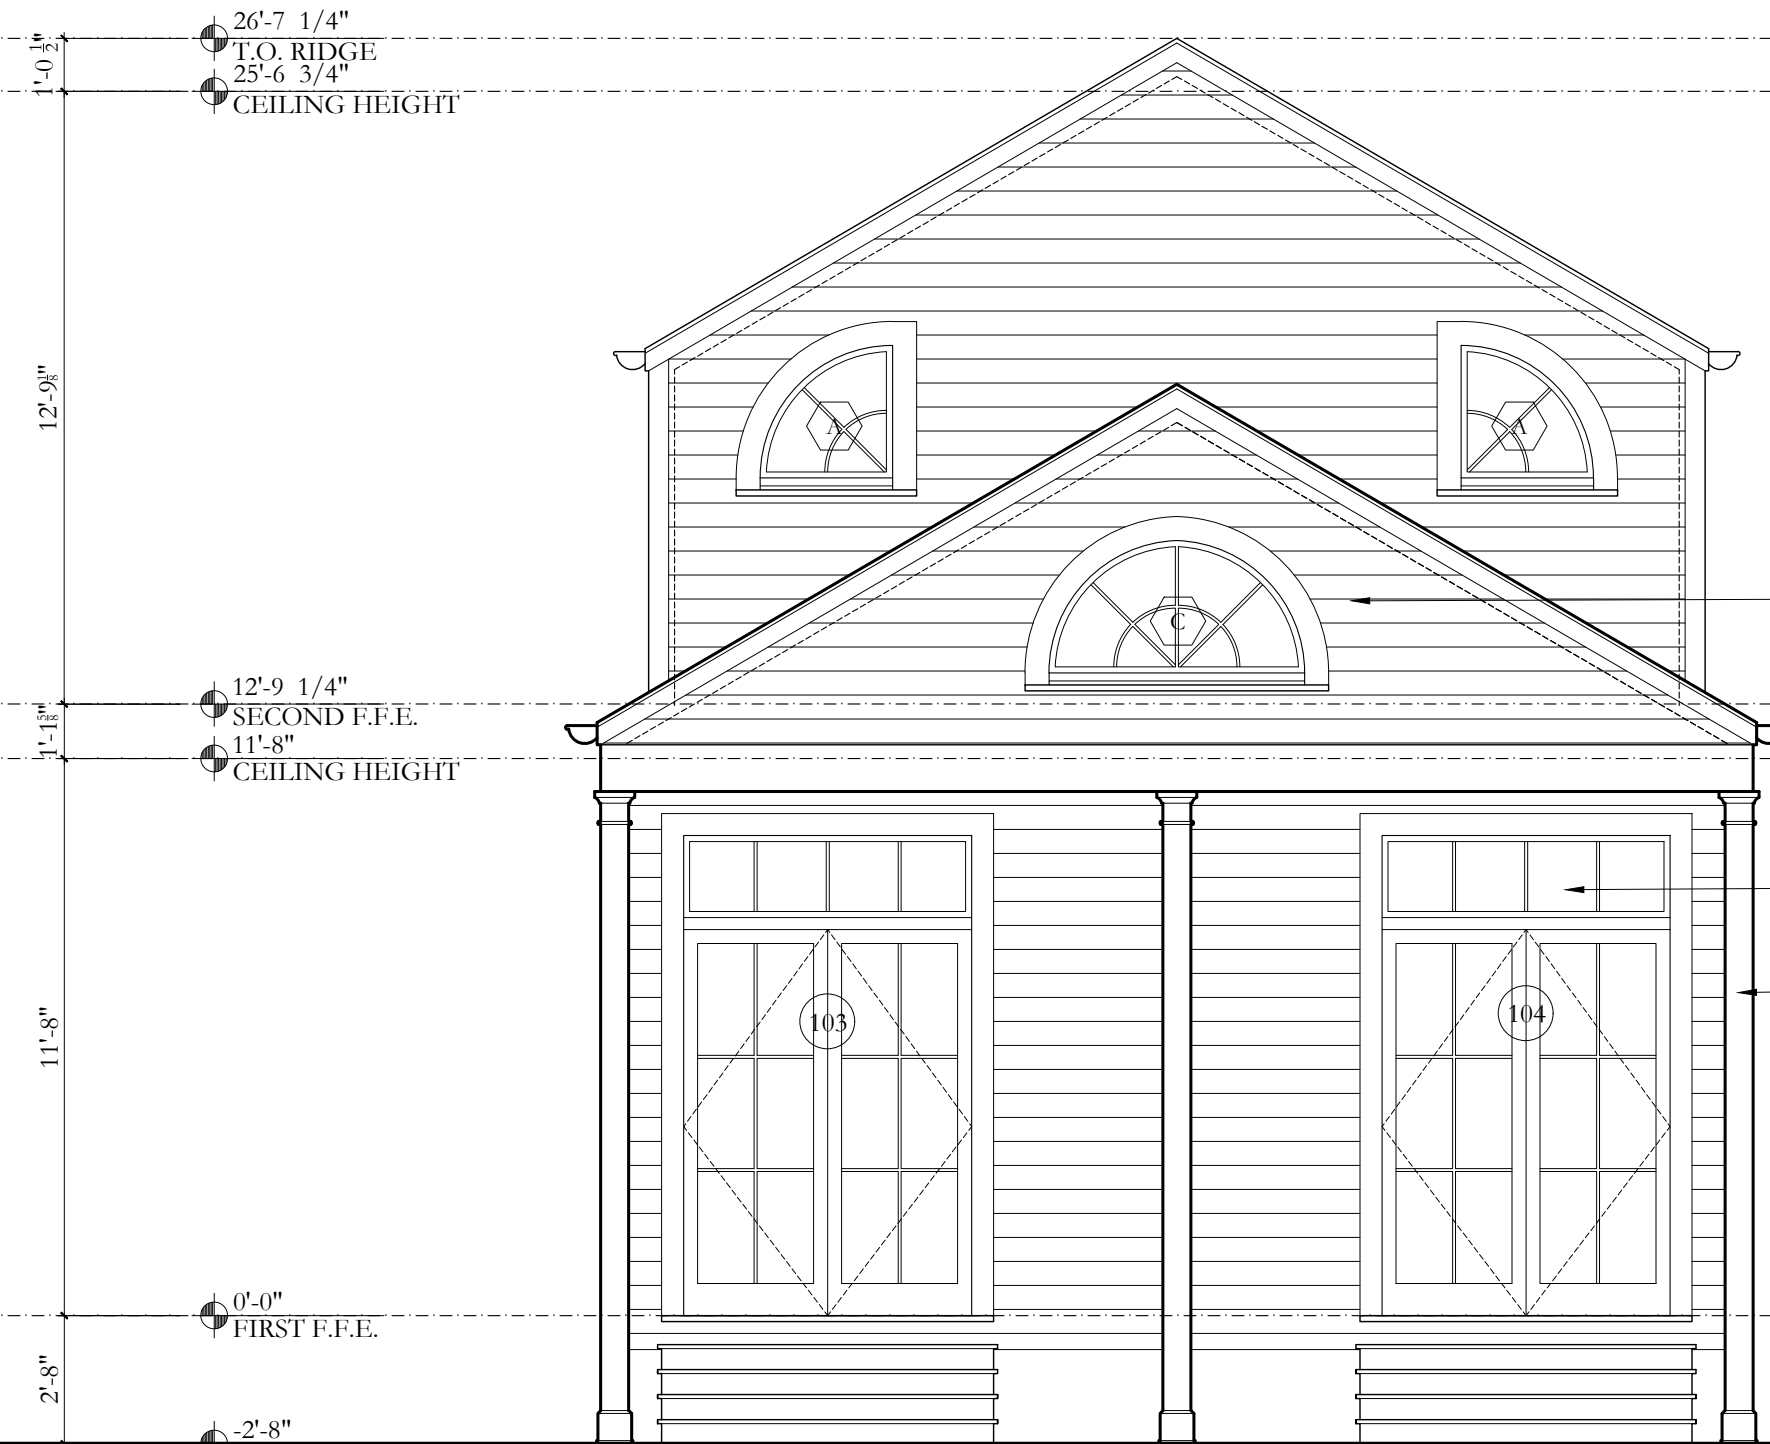 26'-7 1/4"
T.O. RIDGE
1'-0 1/2"
25'-6 3/4"
CEILING HEIGHT
12'-9 1/8"
A
A
C
12'-9 1/4"
SECOND F.F.E.
1'-1 5/8"
11'-8"
CEILING HEIGHT
11'-8"
103
104
0'-0"
FIRST F.F.E.
2'-8"
-2'-8"